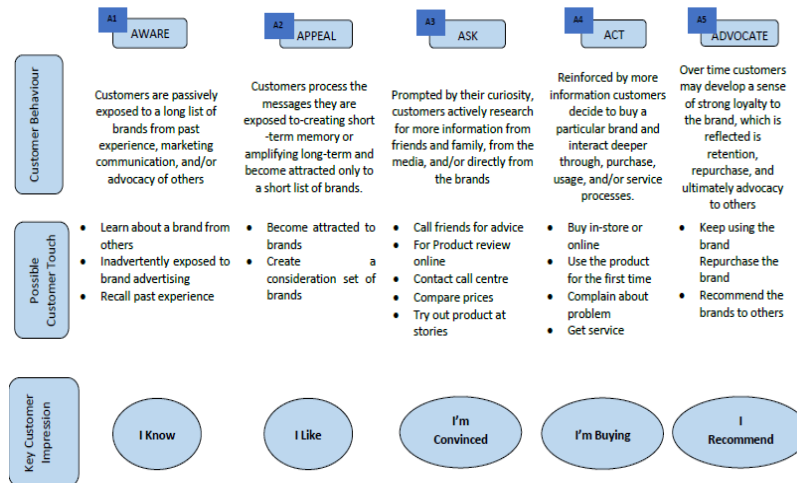 A1
AWARE
A2
APPEAL
A3
ASK
A4
ACT
A5
ADVOCATE
Customer Behaviour
Customers are passively
exposed to a long list of
brands from past
experience, marketing
communication, and/or
advocacy of others
Customers process the
messages they are
exposed to-creating short
-term memory or
amplifying long-term and
become attracted only to
a short list of brands.
Prompted by their curiosity,
customers actively research
for more information from
friends and family, from the
media, and/or directly from
the brands
Reinforced by more
information customers
decide to buy a
particular brand and
interact deeper
through, purchase,
usage, and/or service
processes.
Over time customers
may develop a sense
of strong loyalty to
the brand, which is
reflected is
retention,
repurchase, and
ultimately advocacy
to others
Possible
Customer Touch
• Learn about a brand from
others
• Inadvertently exposed to
brand advertising
• Recall past experience
• Become attracted to
brands
• Create a
consideration set of
brands
• Call friends for advice
• For Product review
online
• Contact call centre
• Compare prices
• Try out product at
stories
• Buy in-store or
online
• Use the product
for the first time
• Complain about
problem
• Get service
• Keep using the
brand
Repurchase the
brand
• Recommend the
brands to others
Key Customer
Impression
I Know
I Like
I'm
Convinced
I'm Buying
I
Recommend